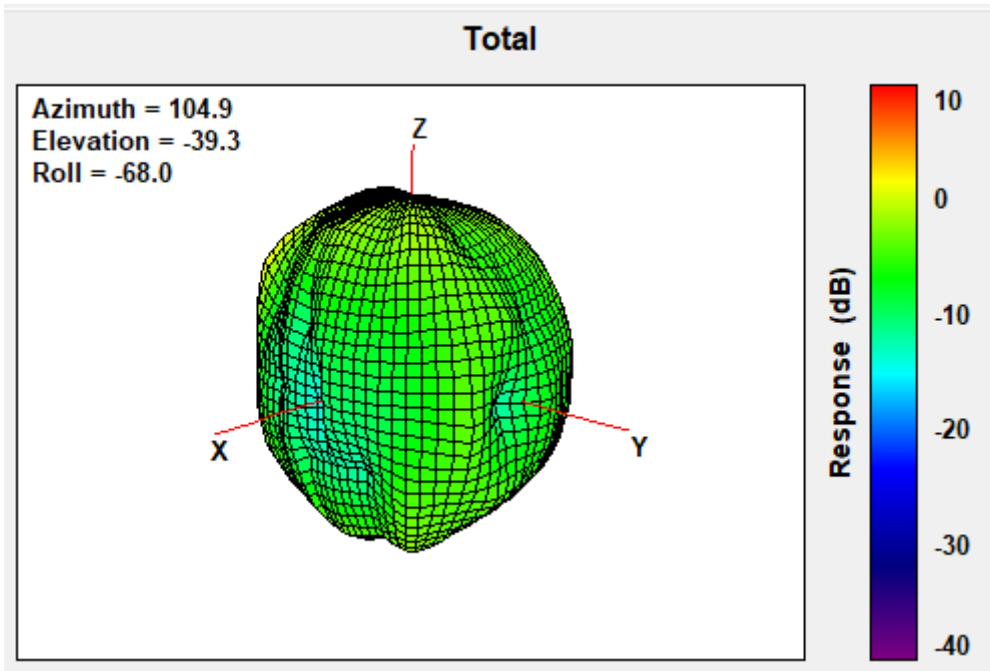 Total
Azimuth = 104.9
Elevation = -39.3
Roll = -68.0
Z
X
Y
10
0
-10
-20
-30
-40
Response (dB)